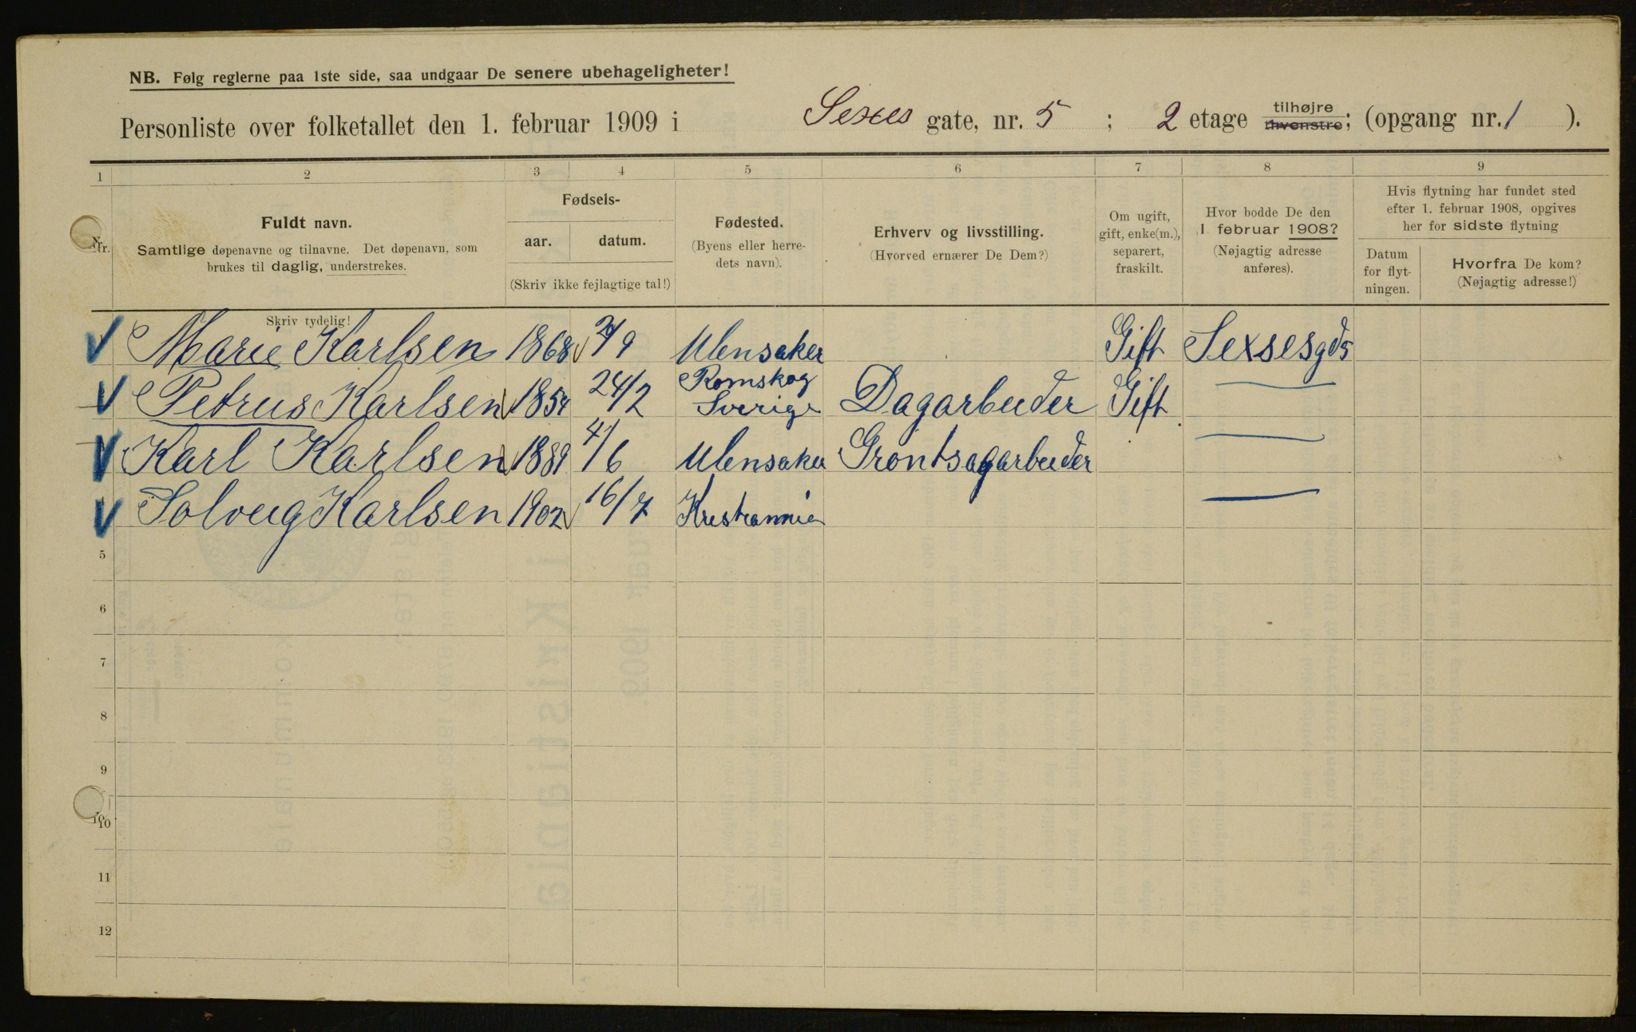 NB. Følg reglerne paa 1ste side, saa undgaar De senere ubehageligheter!
Personliste over folketallet den 1. februar 1909 i Sexes gate, nr. 5 ; 2 etage tilhøjre tilvenstre; (opgang nr. 1 ).
1 2 3 4 5 6 7 8 9
Nr.
Fuldt navn.
Samtlige døpenavne og tilnavne. Det døpenavn, som
brukes til daglig, understrekes.
Fødsels-
aar. datum.
(Skriv ikke fejlagtige tal!)
Fødested.
(Byens eller herre-
dets navn).
Erhverv og livsstilling.
(Hvorved ernærer De Dem?)
Om ugift,
gift, enke(m.),
separert,
fraskilt.
Hvor bodde De den
1 februar 1908?
(Nøjagtig adresse
anføres).
Hvis flytning har fundet sted
efter 1. februar 1908, opgives
her for sidste flytning
Datum
for flyt-
ningen.
Hvorfra De kom?
(Nøjagtig adresse!)
Skriv tydelig!
Marie Karlsen 1868 /9 Ulensaker Gift Sexsesgd5
Petrus Karlsen 1854 24/2 Romskog Sverige Dagarbeider Gift
Karl Karlsen 1889 4/6 Ulensaker Grontsagarbeider
Solveig Karlsen 1902 16/7 Kristiannia
5
6
7
8
9
10
11
12